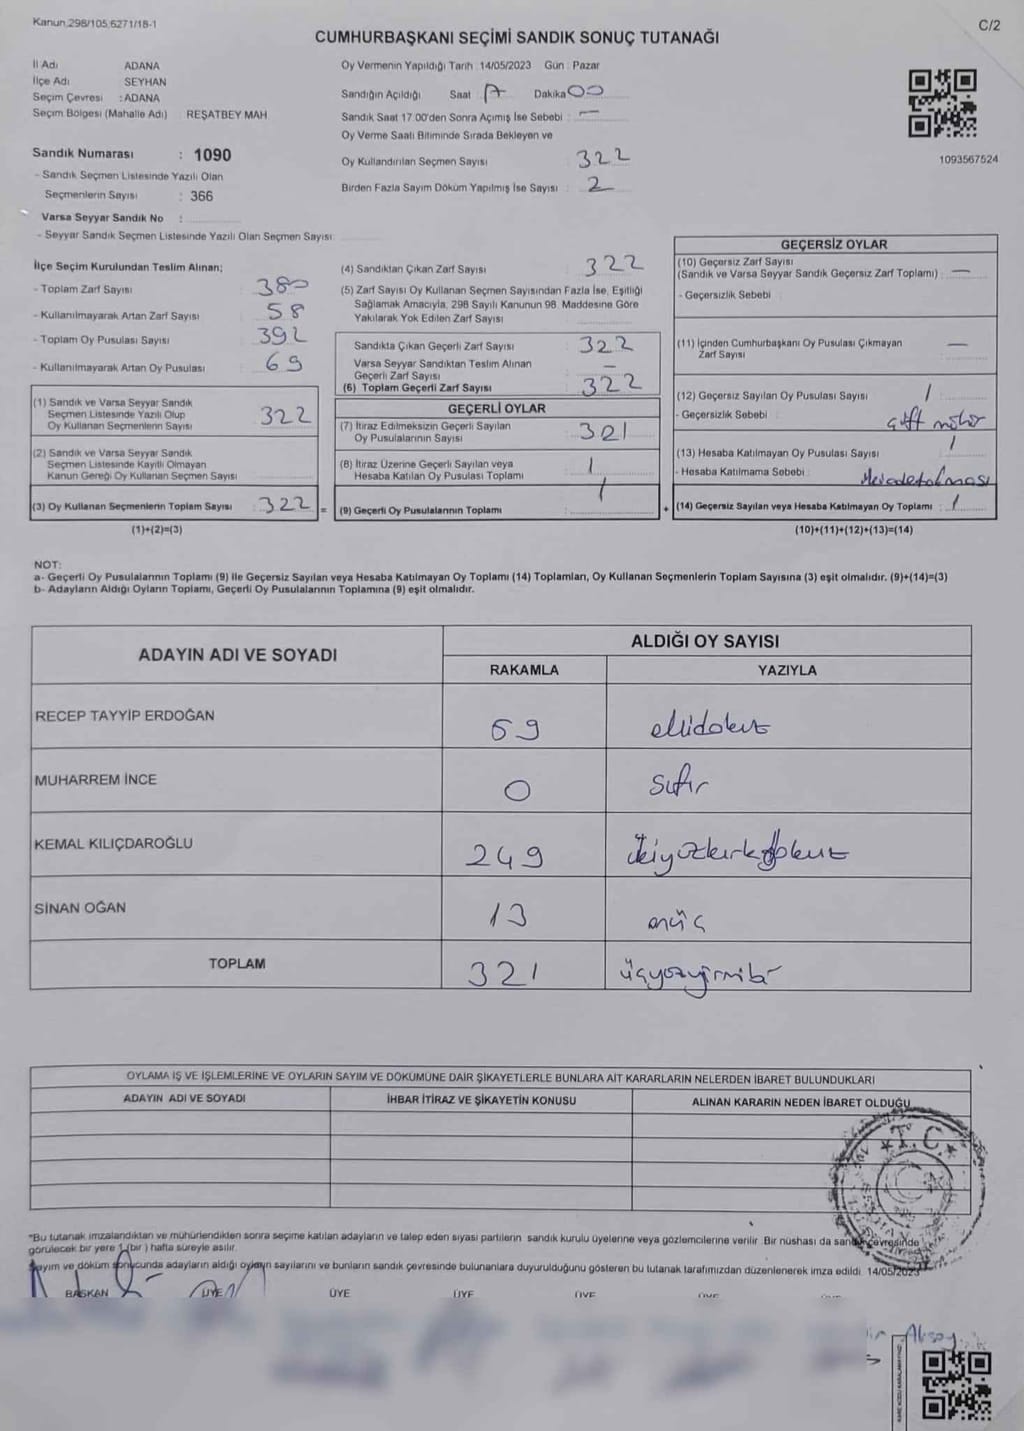 Kanun 298/105,6271/18-1
C/2
CUMHURBAŞKANI SEÇİMİ SANDIK SONUÇ TUTANAĞI
İl Adı ADANA
İlçe Adı SEYHAN
Seçim Çevresi : ADANA
Seçim Bölgesi (Mahalle Adı) REŞATBEY MAH
Sandık Numarası : 1090
- Sandık Seçmen Listesinde Yazılı Olan
Seçmenlerin Sayısı : 366
Varsa Seyyar Sandık No :
- Seyyar Sandık Seçmen Listesinde Yazılı Olan Seçmen Sayısı
Oy Vermenin Yapıldığı Tarih 14/05/2023 Gün : Pazar
Sandığın Açıldığı Saat Dakika 00
Sandık Saat 17.00'den Sonra Açımış İse Sebebi : —
Oy Verme Saati Bitiminde Sırada Bekleyen ve
Oy Kullandırılan Seçmen Sayısı 322
Birden Fazla Sayım Döküm Yapılmış İse Sayısı : 2
1093567524
İlçe Seçim Kurulundan Teslim Alınan;
- Toplam Zarf Sayısı 380
- Kullanılmayarak Artan Zarf Sayısı 58
- Toplam Oy Pusulası Sayısı 392
- Kullanılmayarak Artan Oy Pusulası 69
(1) Sandık ve Varsa Seyyar Sandık
Seçmen Listesinde Yazılı Olup
Oy Kullanan Seçmenlerin Sayısı 322
(2) Sandık ve Varsa Seyyar Sandık
Seçmen Listesinde Kayıtlı Olmayan
Kanun Gereği Oy Kullanan Seçmen Sayısı
(3) Oy Kullanan Seçmenlerin Toplam Sayısı : 322 =
(1)+(2)=(3)
(4) Sandıktan Çıkan Zarf Sayısı 322
(5) Zarf Sayısı Oy Kullanan Seçmen Sayısından Fazla İse, Eşitliği
Sağlamak Amacıyla, 298 Sayılı Kanunun 98. Maddesine Göre
Yakılarak Yok Edilen Zarf Sayısı
Sandıkta Çıkan Geçerli Zarf Sayısı 322
Varsa Seyyar Sandıktan Teslim Alınan
Geçerli Zarf Sayısı —
(6) Toplam Geçerli Zarf Sayısı 322
GEÇERLİ OYLAR
(7) İtiraz Edilmeksizin Geçerli Sayılan
Oy Pusulalarının Sayısı 321
(8) İtiraz Üzerine Geçerli Sayılan veya
Hesaba Katılan Oy Pusulası Toplamı 1
(9) Geçerli Oy Pusulalarının Toplamı : 1 +
GEÇERSİZ OYLAR
(10) Geçersiz Zarf Sayısı
(Sandık ve Varsa Seyyar Sandık Geçersiz Zarf Toplamı) : —
- Geçersizlik Sebebi
(11) İçinden Cumhurbaşkanı Oy Pusulası Çıkmayan
Zarf Sayısı —
(12) Geçersiz Sayılan Oy Pusulası Sayısı 1
- Geçersizlik Sebebi : çift mühür
(13) Hesaba Katılmayan Oy Pusulası Sayısı 1
- Hesaba Katılmama Sebebi
(14) Geçersiz Sayılan veya Hesaba Katılmayan Oy Toplamı : 1
(10)+(11)+(12)+(13)=(14)
NOT:
a- Geçerli Oy Pusulalarının Toplamı (9) ile Geçersiz Sayılan veya Hesaba Katılmayan Oy Toplamı (14) Toplamları, Oy Kullanan Seçmenlerin Toplam Sayısına (3) eşit olmalıdır. (9)+(14)=(3)
b- Adayların Aldığı Oyların Toplamı, Geçerli Oy Pusulalarının Toplamına (9) eşit olmalıdır.
ADAYIN ADI VE SOYADI
ALDIĞI OY SAYISI
RAKAMLA YAZIYLA
RECEP TAYYİP ERDOĞAN 59 ellidokuz
MUHARREM İNCE 0 sıfır
KEMAL KILIÇDAROĞLU 249 ikiyüzkırkdokuz
SİNAN OĞAN 13 onüç
TOPLAM 321 üçyüzyirmibir
OYLAMA İŞ VE İŞLEMLERİNE VE OYLARIN SAYIM VE DÖKÜMÜNE DAİR ŞİKAYETLERLE BUNLARA AİT KARARLARIN NELERDEN İBARET BULUNDUKLARI
ADAYIN ADI VE SOYADI İHBAR İTİRAZ VE ŞİKAYETİN KONUSU ALINAN KARARIN NEDEN İBARET OLDUĞU
T.C.
*Bu tutanak imzalandıktan ve mühürlendikten sonra seçime katılan adayların ve talep eden siyasi partilerin sandık kurulu üyelerine veya gözlemcilerine verilir. Bir nüshası da sandık çevresinde
görülecek bir yere 1 (bir ) hafta süreyle asılır.
Sayım ve döküm sonucunda adayların aldığı oyların sayılarını ve bunların sandık çevresinde bulunanlara duyurulduğunu gösteren bu tutanak tarafımızdan düzenlenerek imza edildi. 14/05/2023
BAŞKAN ÜYE ÜYE ÜYE ÜYE
Aksoy